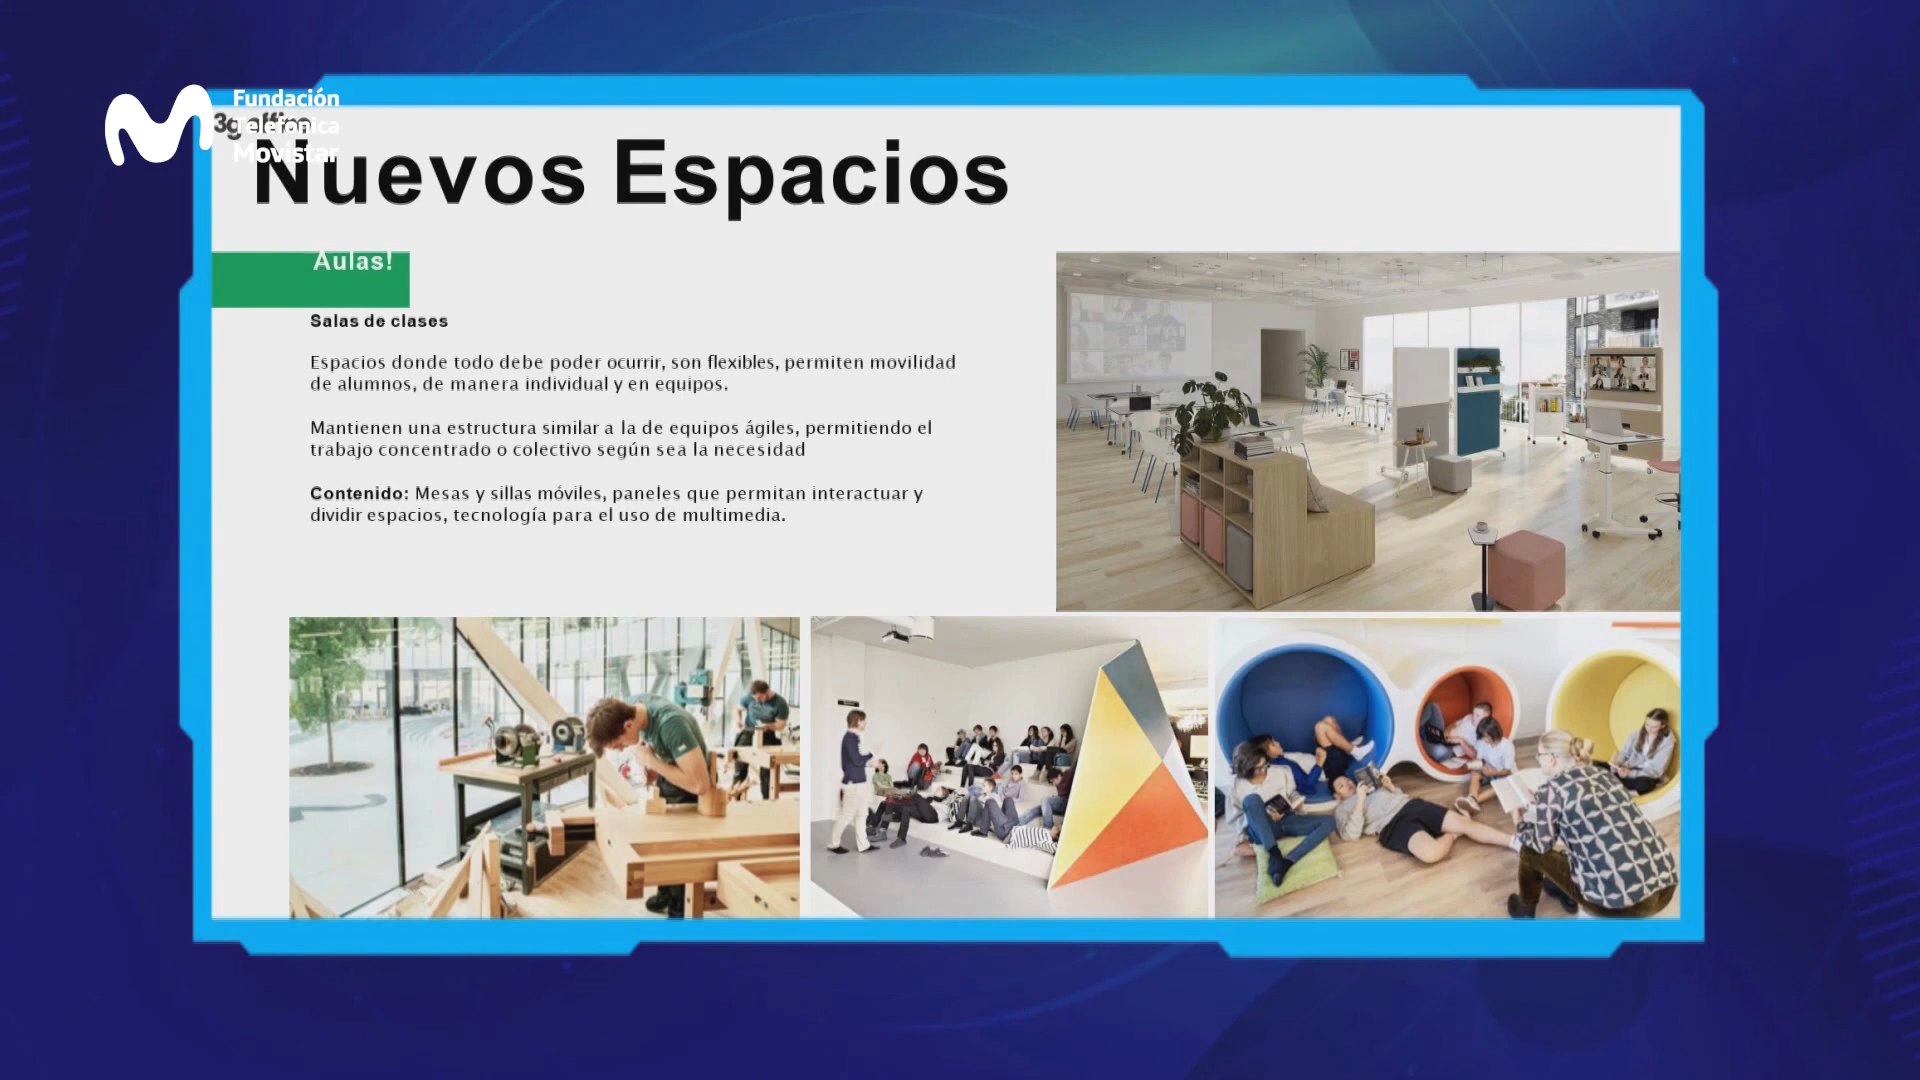 Fundación
Telefónica
Movistar
3g office
Nuevos Espacios
Aulas!
Salas de clases
Espacios donde todo debe poder ocurrir, son flexibles, permiten movilidad
de alumnos, de manera individual y en equipos.
Mantienen una estructura similar a la de equipos ágiles, permitiendo el
trabajo concentrado o colectivo según sea la necesidad
Contenido: Mesas y sillas móviles, paneles que permitan interactuar y
dividir espacios, tecnología para el uso de multimedia.